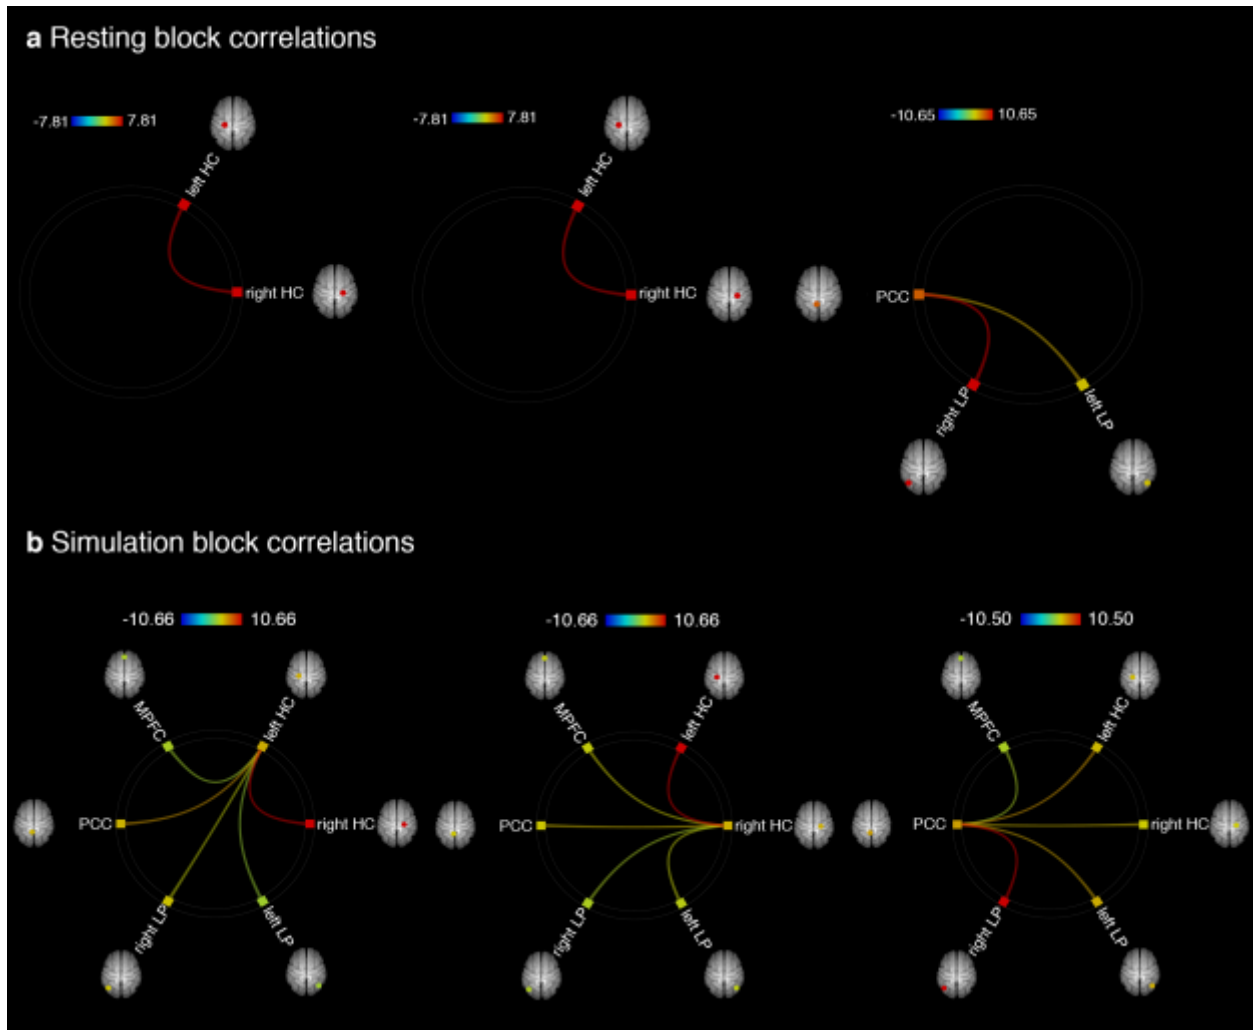 a Resting block correlations
-7.81 7.81
left HC
right HC
-7.81 7.81
left HC
right HC
-10.65 10.65
PCC
right LP
left LP
b Simulation block correlations
-10.66 10.66
MPFC
left HC
PCC
right HC
right LP
left LP
-10.66 10.66
MPFC
left HC
PCC
right HC
right LP
left LP
-10.50 10.50
MPFC
left HC
PCC
right HC
right LP
left LP